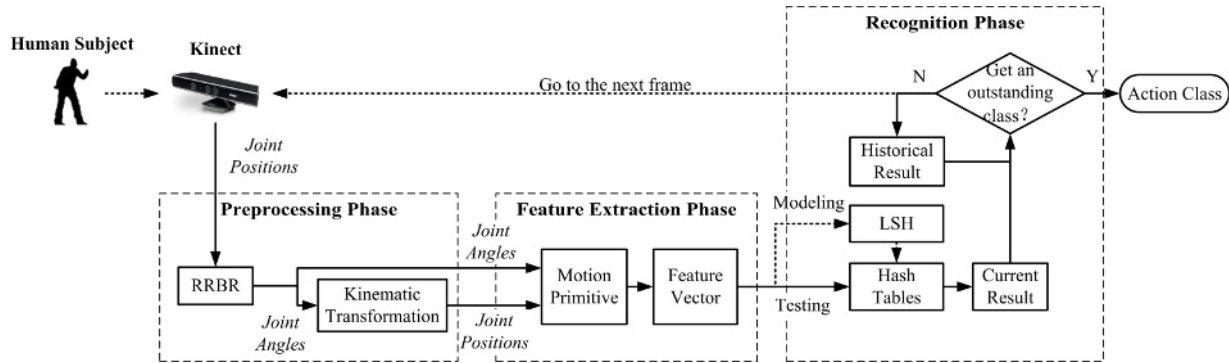 Human Subject
Kinect
Joint
Positions
Go to the next frame
Recognition Phase
N
Get an
outstanding
class?
Y
Action Class
Historical
Result
Preprocessing Phase
RRBR
Joint
Angles
Kinematic
Transformation
Feature Extraction Phase
Joint
Angles
Joint
Positions
Motion
Primitive
Feature
Vector
Modeling
Testing
LSH
Hash
Tables
Current
Result